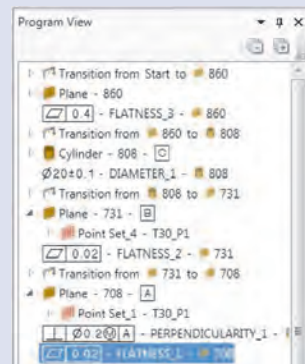 Program View
Transition from Start to 860
Plane - 860
0.4 - FLATNESS_3 - 860
Transition from 860 to 808
Cylinder - 808 - C
Ø20±0.1 - DIAMETER_1 - 808
Transition from 808 to 731
Plane - 731 - B
Point Set_4 - T30_P1
0.02 - FLATNESS_2 - 731
Transition from 731 to 708
Plane - 708 - A
Point Set_1 - T30_P1
⊥ Ø0.2Ⓜ A - PERPENDICULARITY_1 -
0.02 - FLATNESS_1 - 708